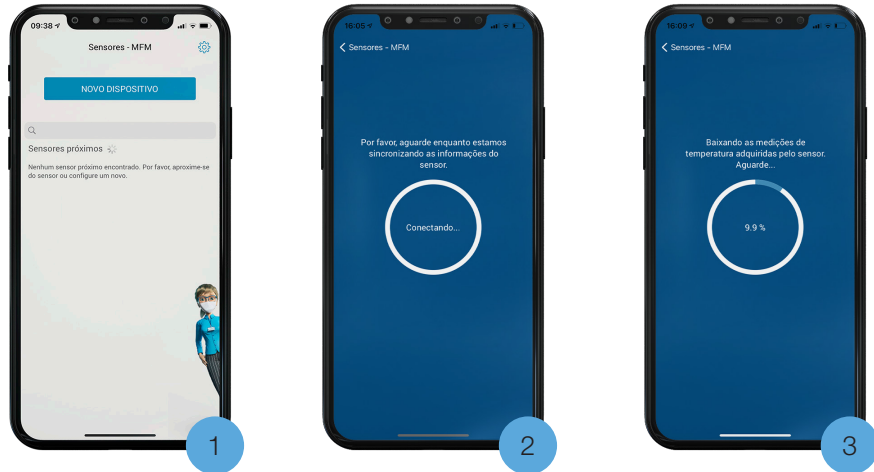 09:38
Sensores - MFM
NOVO DISPOSITIVO
Sensores próximos
Nenhum sensor próximo encontrado. Por favor, aproxime-se
do sensor ou configure um novo.
1
16:05
Sensores - MFM
Por favor, aguarde enquanto estamos
sincronizando as informações do
sensor.
Conectando...
2
16:09
Sensores - MFM
Baixando as medições de
temperatura adquiridas pelo sensor.
Aguarde...
9.9 %
3